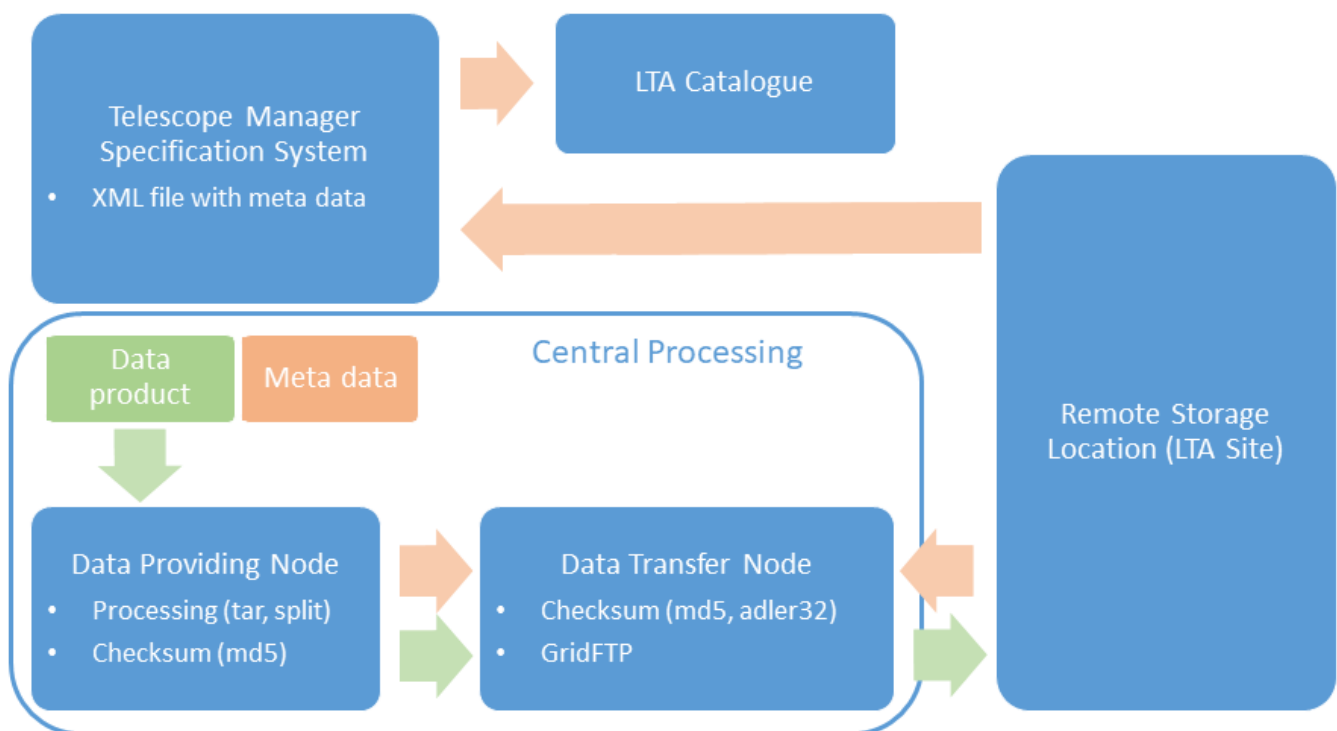 Telescope Manager
Specification System
• XML file with meta data
LTA Catalogue
Remote Storage
Location (LTA Site)
Central Processing
Data
product
Meta data
Data Providing Node
• Processing (tar, split)
• Checksum (md5)
Data Transfer Node
• Checksum (md5, adler32)
• GridFTP